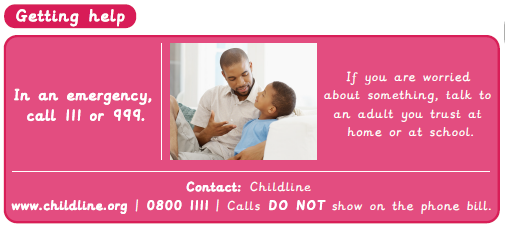 Getting help
In an emergency,
call 111 or 999.
If you are worried
about something, talk to
an adult you trust at
home or at school.
Contact: Childline
www.childline.org | 0800 1111 | Calls DO NOT show on the phone bill.